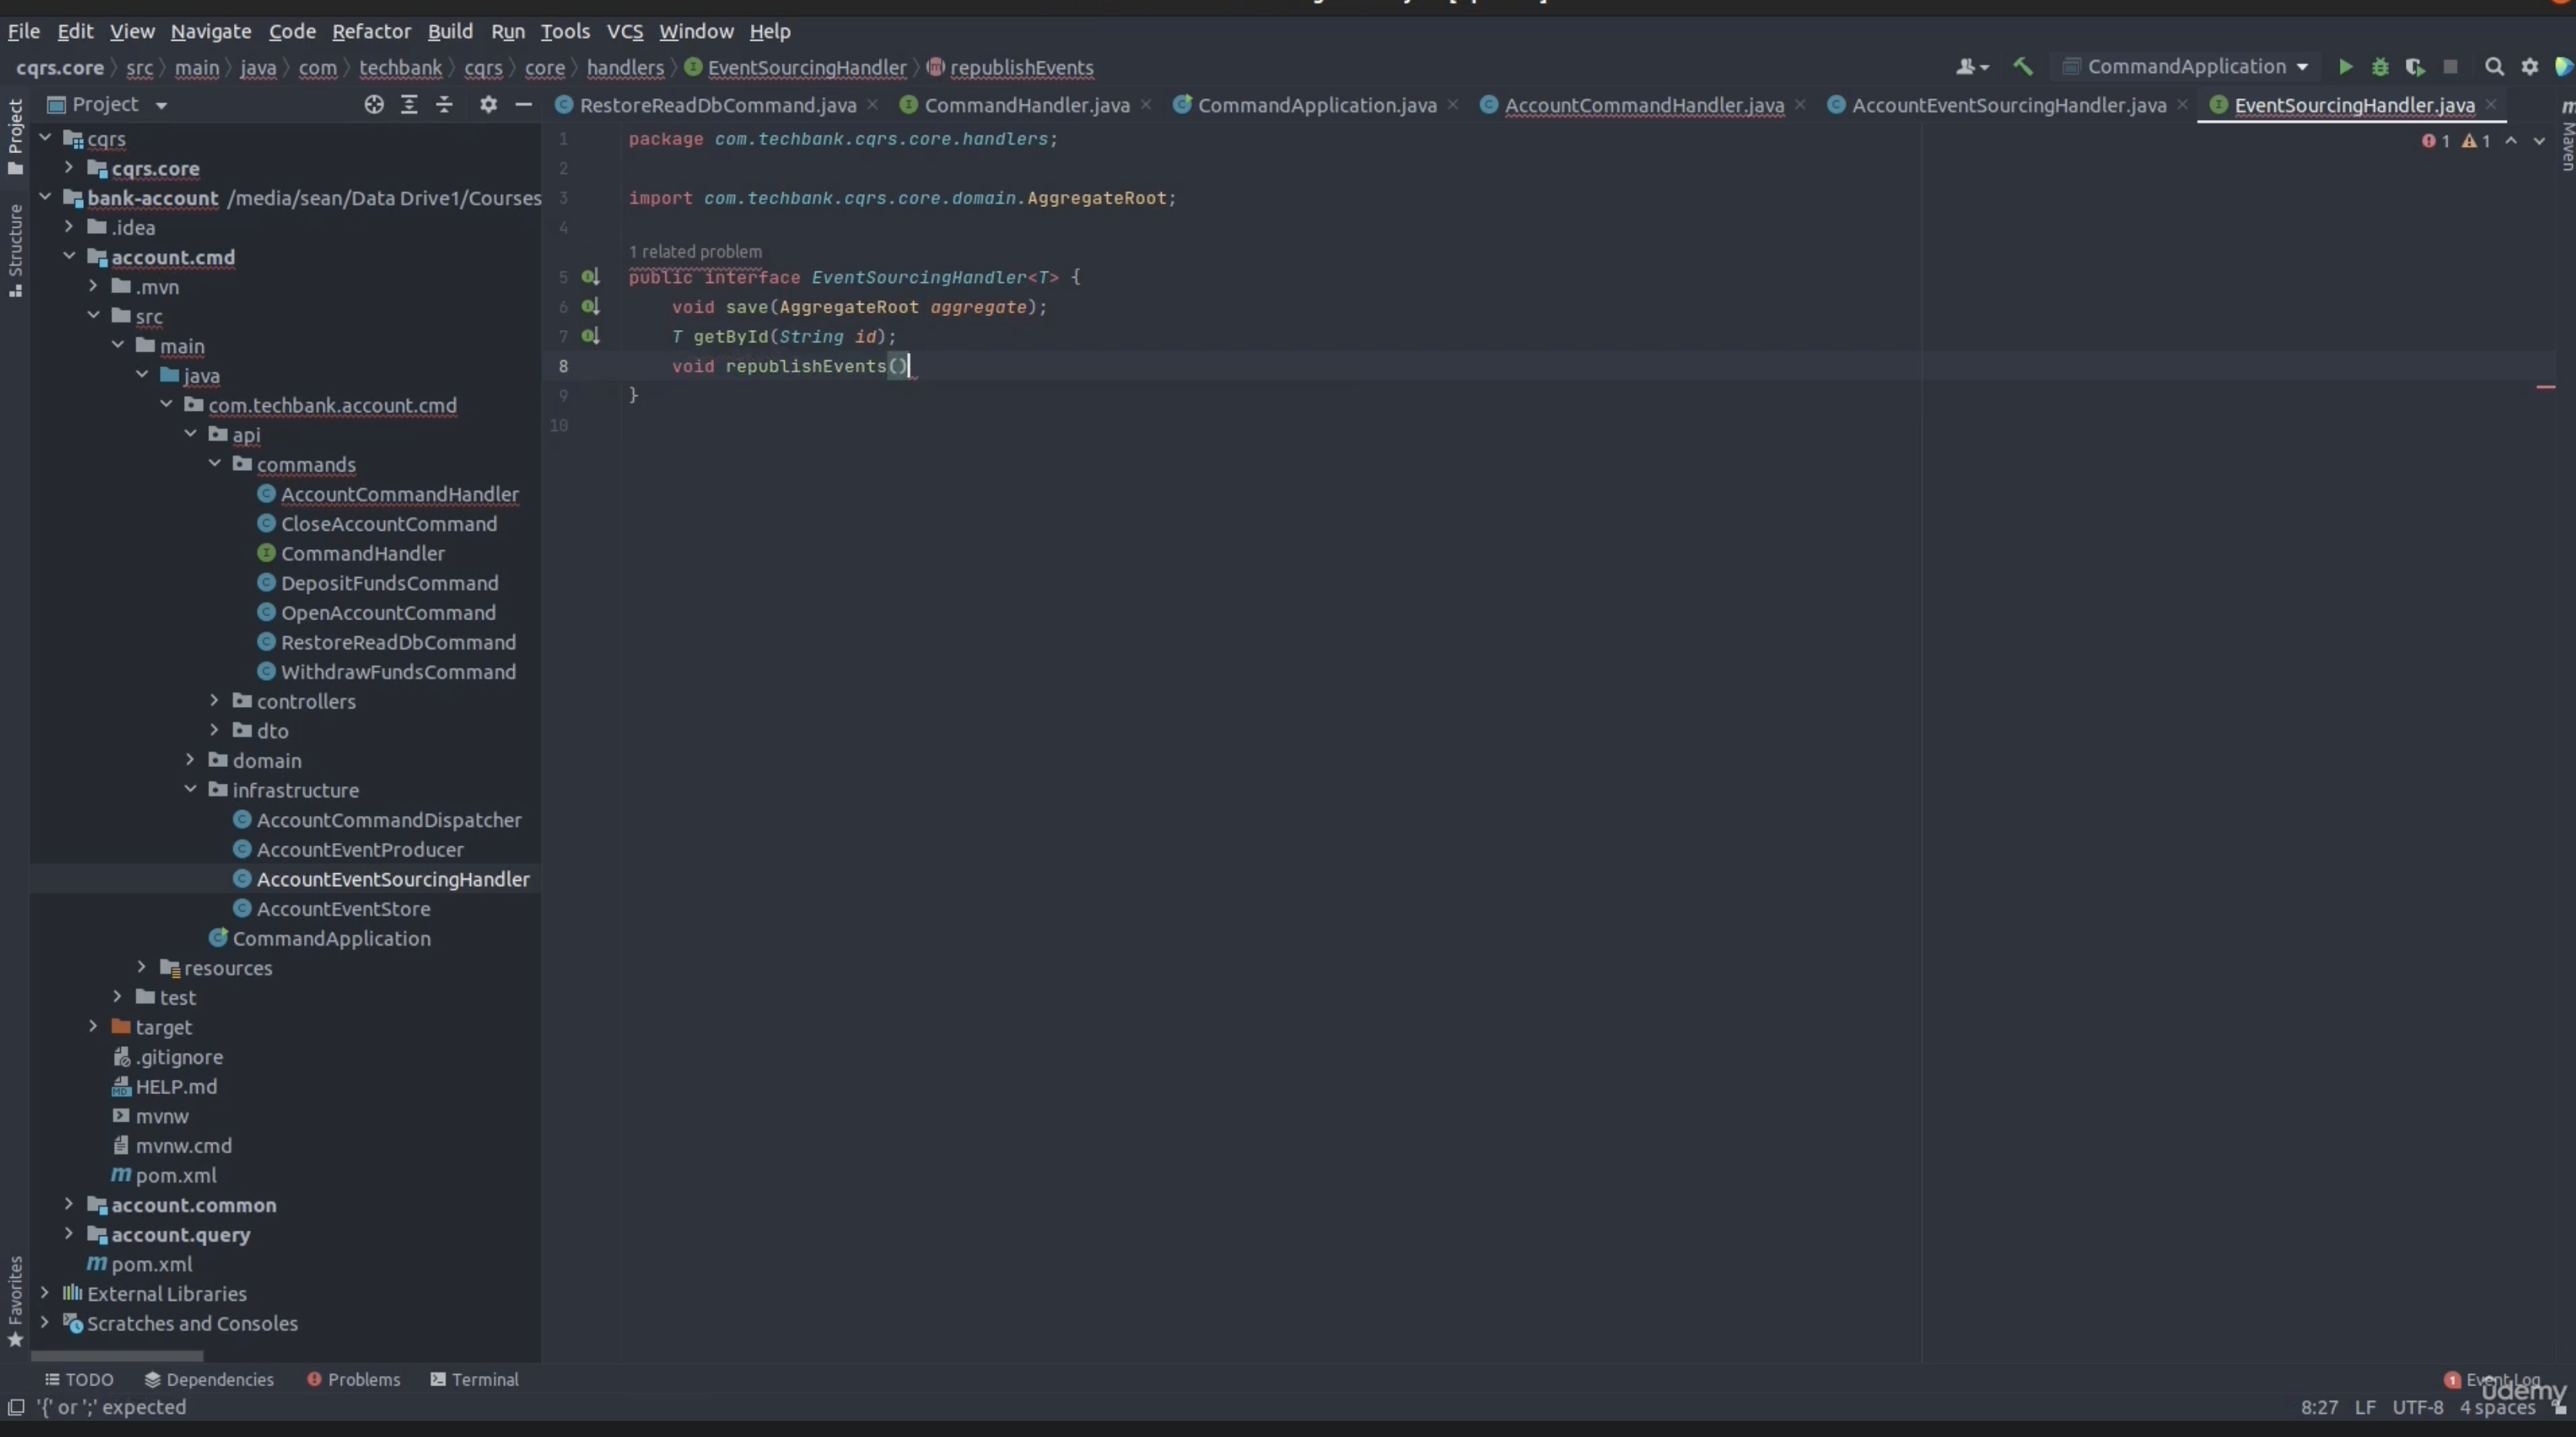 File Edit View Navigate Code Refactor Build Run Tools VCS Window Help
cqrs.core src main java com techbank cqrs core handlers EventSourcingHandler republishEvents
CommandApplication
Project
RestoreReadDbCommand.java CommandHandler.java CommandApplication.java AccountCommandHandler.java AccountEventSourcingHandler.java EventSourcingHandler.java
Project
Structure
Favorites
Maven
cqrs
cqrs.core
bank-account /media/sean/Data Drive1/Courses
.idea
account.cmd
.mvn
src
main
java
com.techbank.account.cmd
api
commands
AccountCommandHandler
CloseAccountCommand
CommandHandler
DepositFundsCommand
OpenAccountCommand
RestoreReadDbCommand
WithdrawFundsCommand
controllers
dto
domain
infrastructure
AccountCommandDispatcher
AccountEventProducer
AccountEventSourcingHandler
AccountEventStore
CommandApplication
resources
test
target
.gitignore
HELP.md
mvnw
mvnw.cmd
pom.xml
account.common
account.query
pom.xml
External Libraries
Scratches and Consoles
1 package com.techbank.cqrs.core.handlers;
2
3 import com.techbank.cqrs.core.domain.AggregateRoot;
4
1 related problem
5 public interface EventSourcingHandler<T> {
6 void save(AggregateRoot aggregate);
7 T getById(String id);
8 void republishEvents()
9 }
10
1 1
TODO Dependencies Problems Terminal
1 Event Log
'{' or ';' expected
8:27 LF UTF-8 4 spaces
udemy